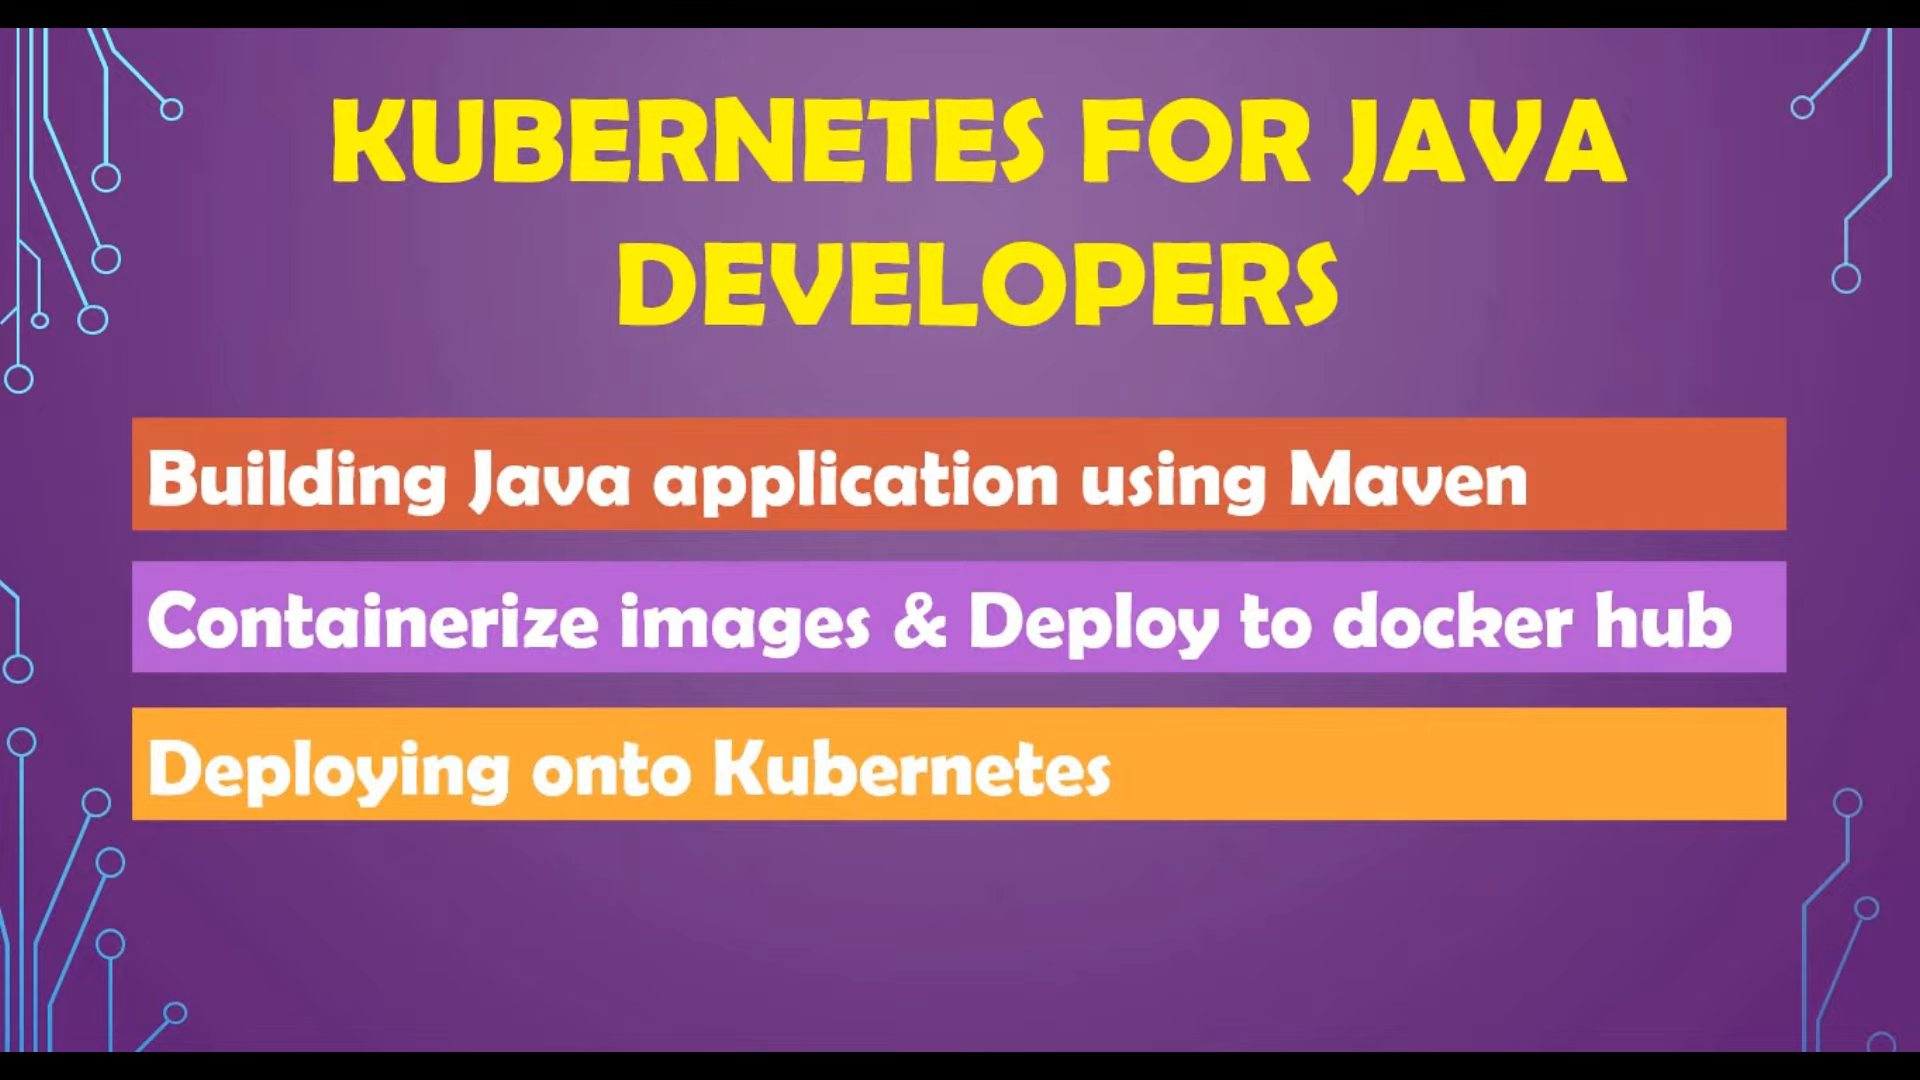 KUBERNETES FOR JAVA
DEVELOPERS
Building Java application using Maven
Containerize images & Deploy to docker hub
Deploying onto Kubernetes